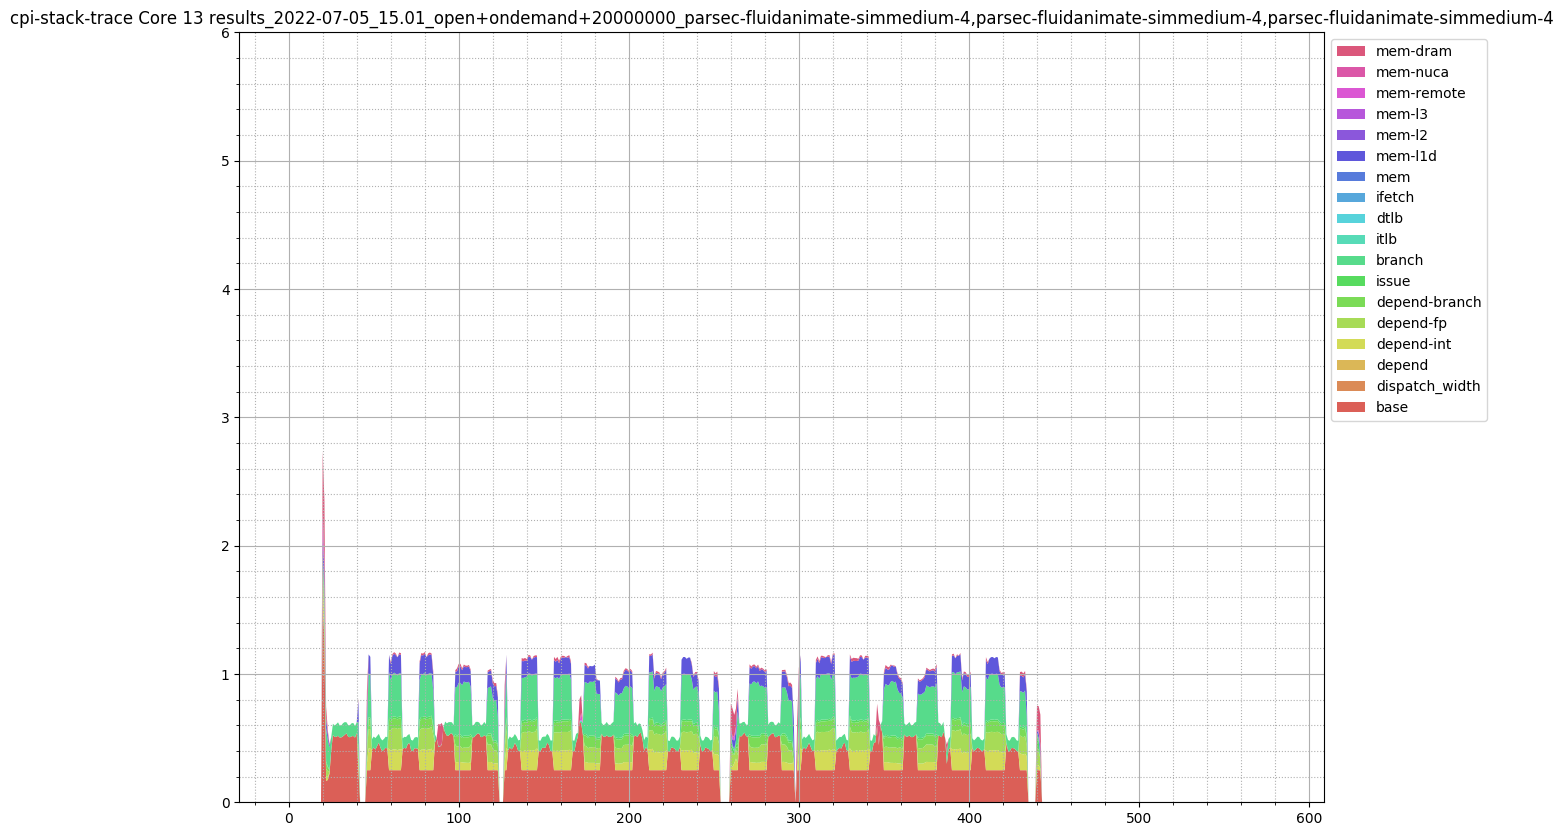 cpi-stack-trace Core 13 results_2022-07-05_15.01_open+ondemand+20000000_parsec-fluidanimate-simmedium-4,parsec-fluidanimate-simmedium-4,parsec-fluidanimate-simmedium-4
6
5
4
3
2
1
0
0 100 200 300 400 500 600
mem-dram
mem-nuca
mem-remote
mem-l3
mem-l2
mem-l1d
mem
ifetch
dtlb
itlb
branch
issue
depend-branch
depend-fp
depend-int
depend
dispatch_width
base